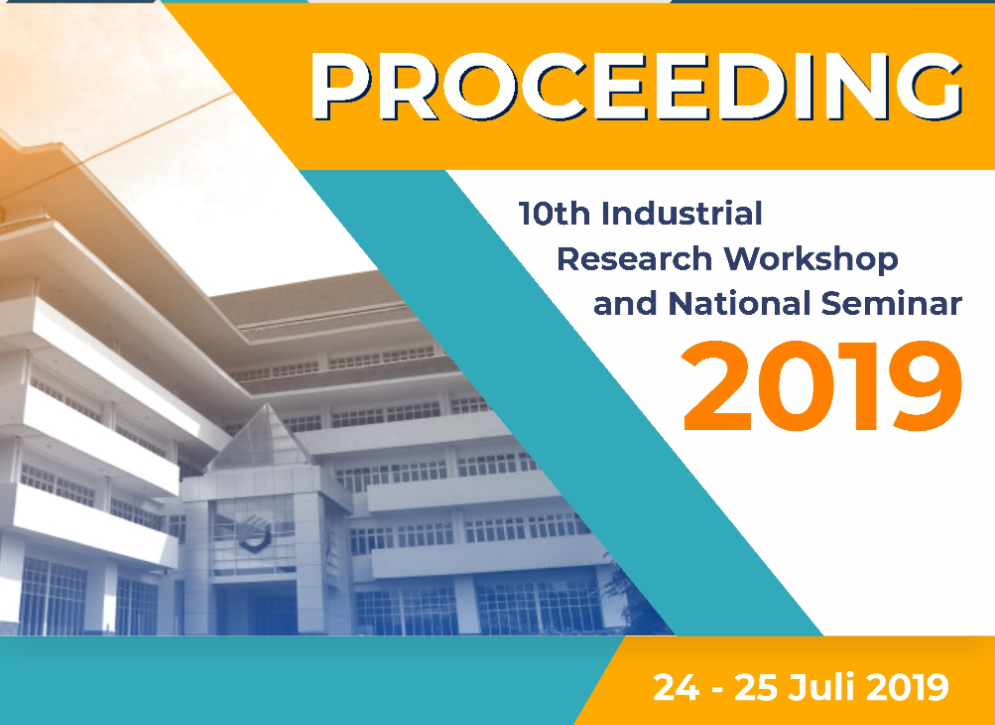 PROCEEDING
10th Industrial
Research Workshop
and National Seminar
2019
24 - 25 Juli 2019